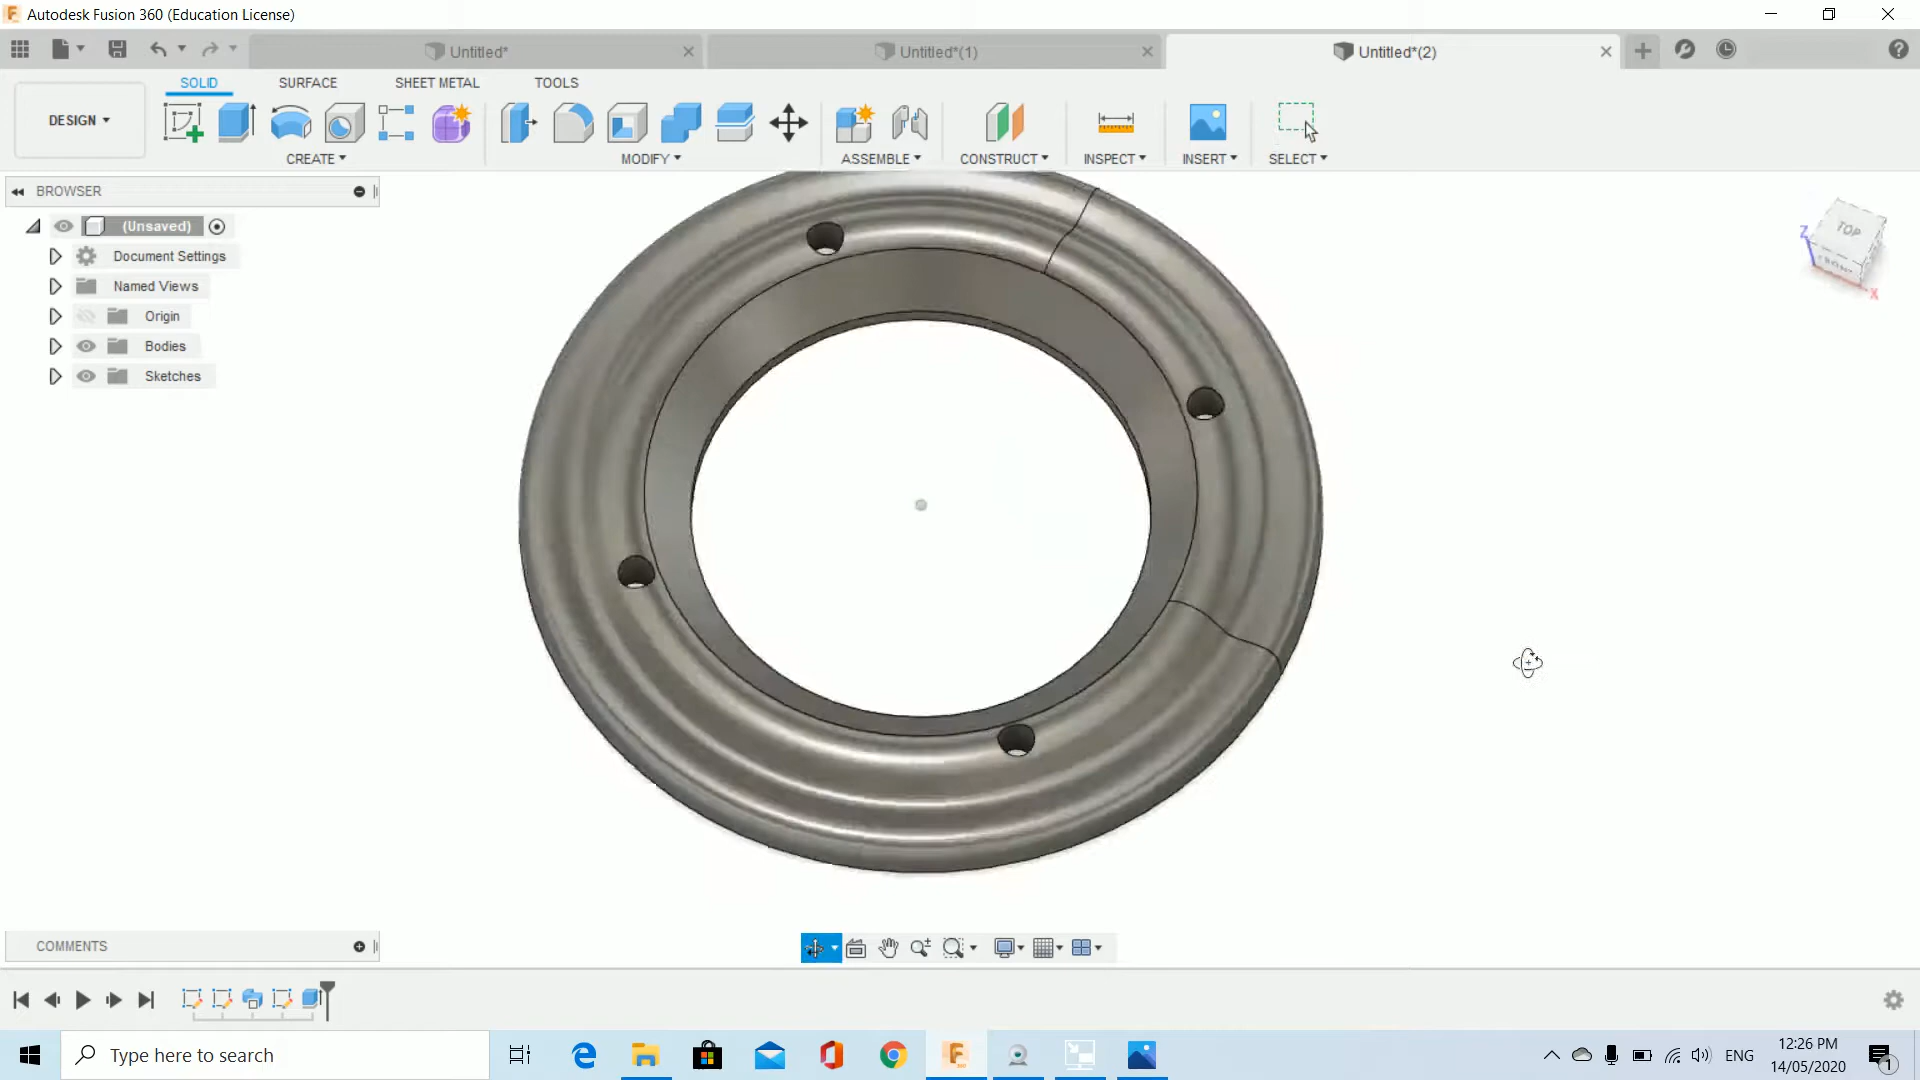 Autodesk Fusion 360 (Education License)
Untitled*
Untitled*(1)
Untitled*(2)
SOLID
SURFACE
SHEET METAL
TOOLS
DESIGN
CREATE
MODIFY
ASSEMBLE
CONSTRUCT
INSPECT
INSERT
SELECT
BROWSER
(Unsaved)
Document Settings
Named Views
Origin
Bodies
Sketches
TOP
FRONT
Z
X
COMMENTS
Type here to search
ENG
12:26 PM
14/05/2020
1